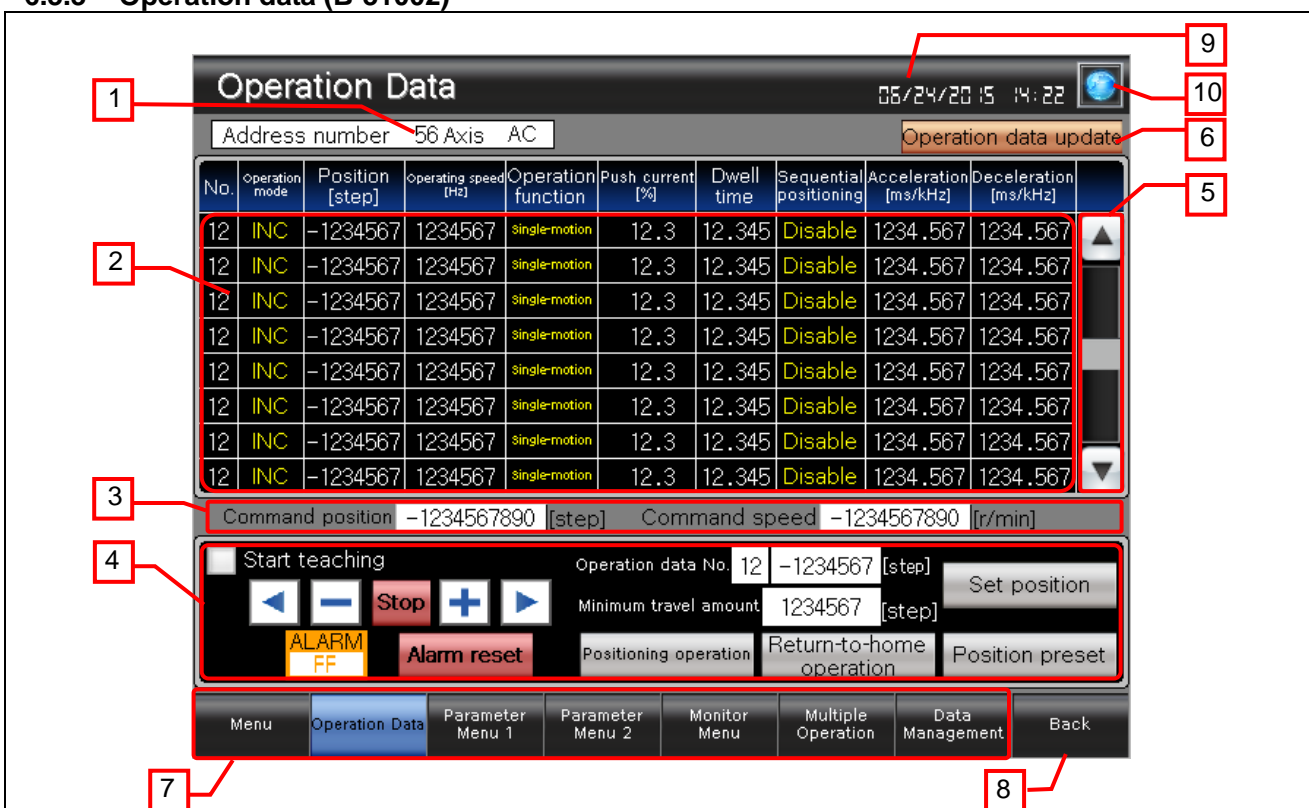 Operation data (B-31002)
9
Operation Data
06/24/2015 14:22
1
10
Address number 56 Axis AC
Operation data update
6
No. Operation mode Position [step] Operating speed [Hz] Operation function Push current [%] Dwell time Sequential positioning Acceleration [ms/kHz] Deceleration [ms/kHz]
5
12 INC -1234567 1234567 Single-motion 12.3 12.345 Disable 1234.567 1234.567
2
12 INC -1234567 1234567 Single-motion 12.3 12.345 Disable 1234.567 1234.567
12 INC -1234567 1234567 Single-motion 12.3 12.345 Disable 1234.567 1234.567
12 INC -1234567 1234567 Single-motion 12.3 12.345 Disable 1234.567 1234.567
12 INC -1234567 1234567 Single-motion 12.3 12.345 Disable 1234.567 1234.567
12 INC -1234567 1234567 Single-motion 12.3 12.345 Disable 1234.567 1234.567
12 INC -1234567 1234567 Single-motion 12.3 12.345 Disable 1234.567 1234.567
12 INC -1234567 1234567 Single-motion 12.3 12.345 Disable 1234.567 1234.567
3
Command position -1234567890 [step] Command speed -1234567890 [r/min]
4
Start teaching
Operation data No. 12 -1234567 [step]
Set position
Stop
Minimum travel amount 1234567 [step]
ALARM
FF
Alarm reset
Positioning operation
Return-to-home
operation
Position preset
Menu
Operation Data
Parameter
Menu 1
Parameter
Menu 2
Monitor
Menu
Multiple
Operation
Data
Management
Back
7
8